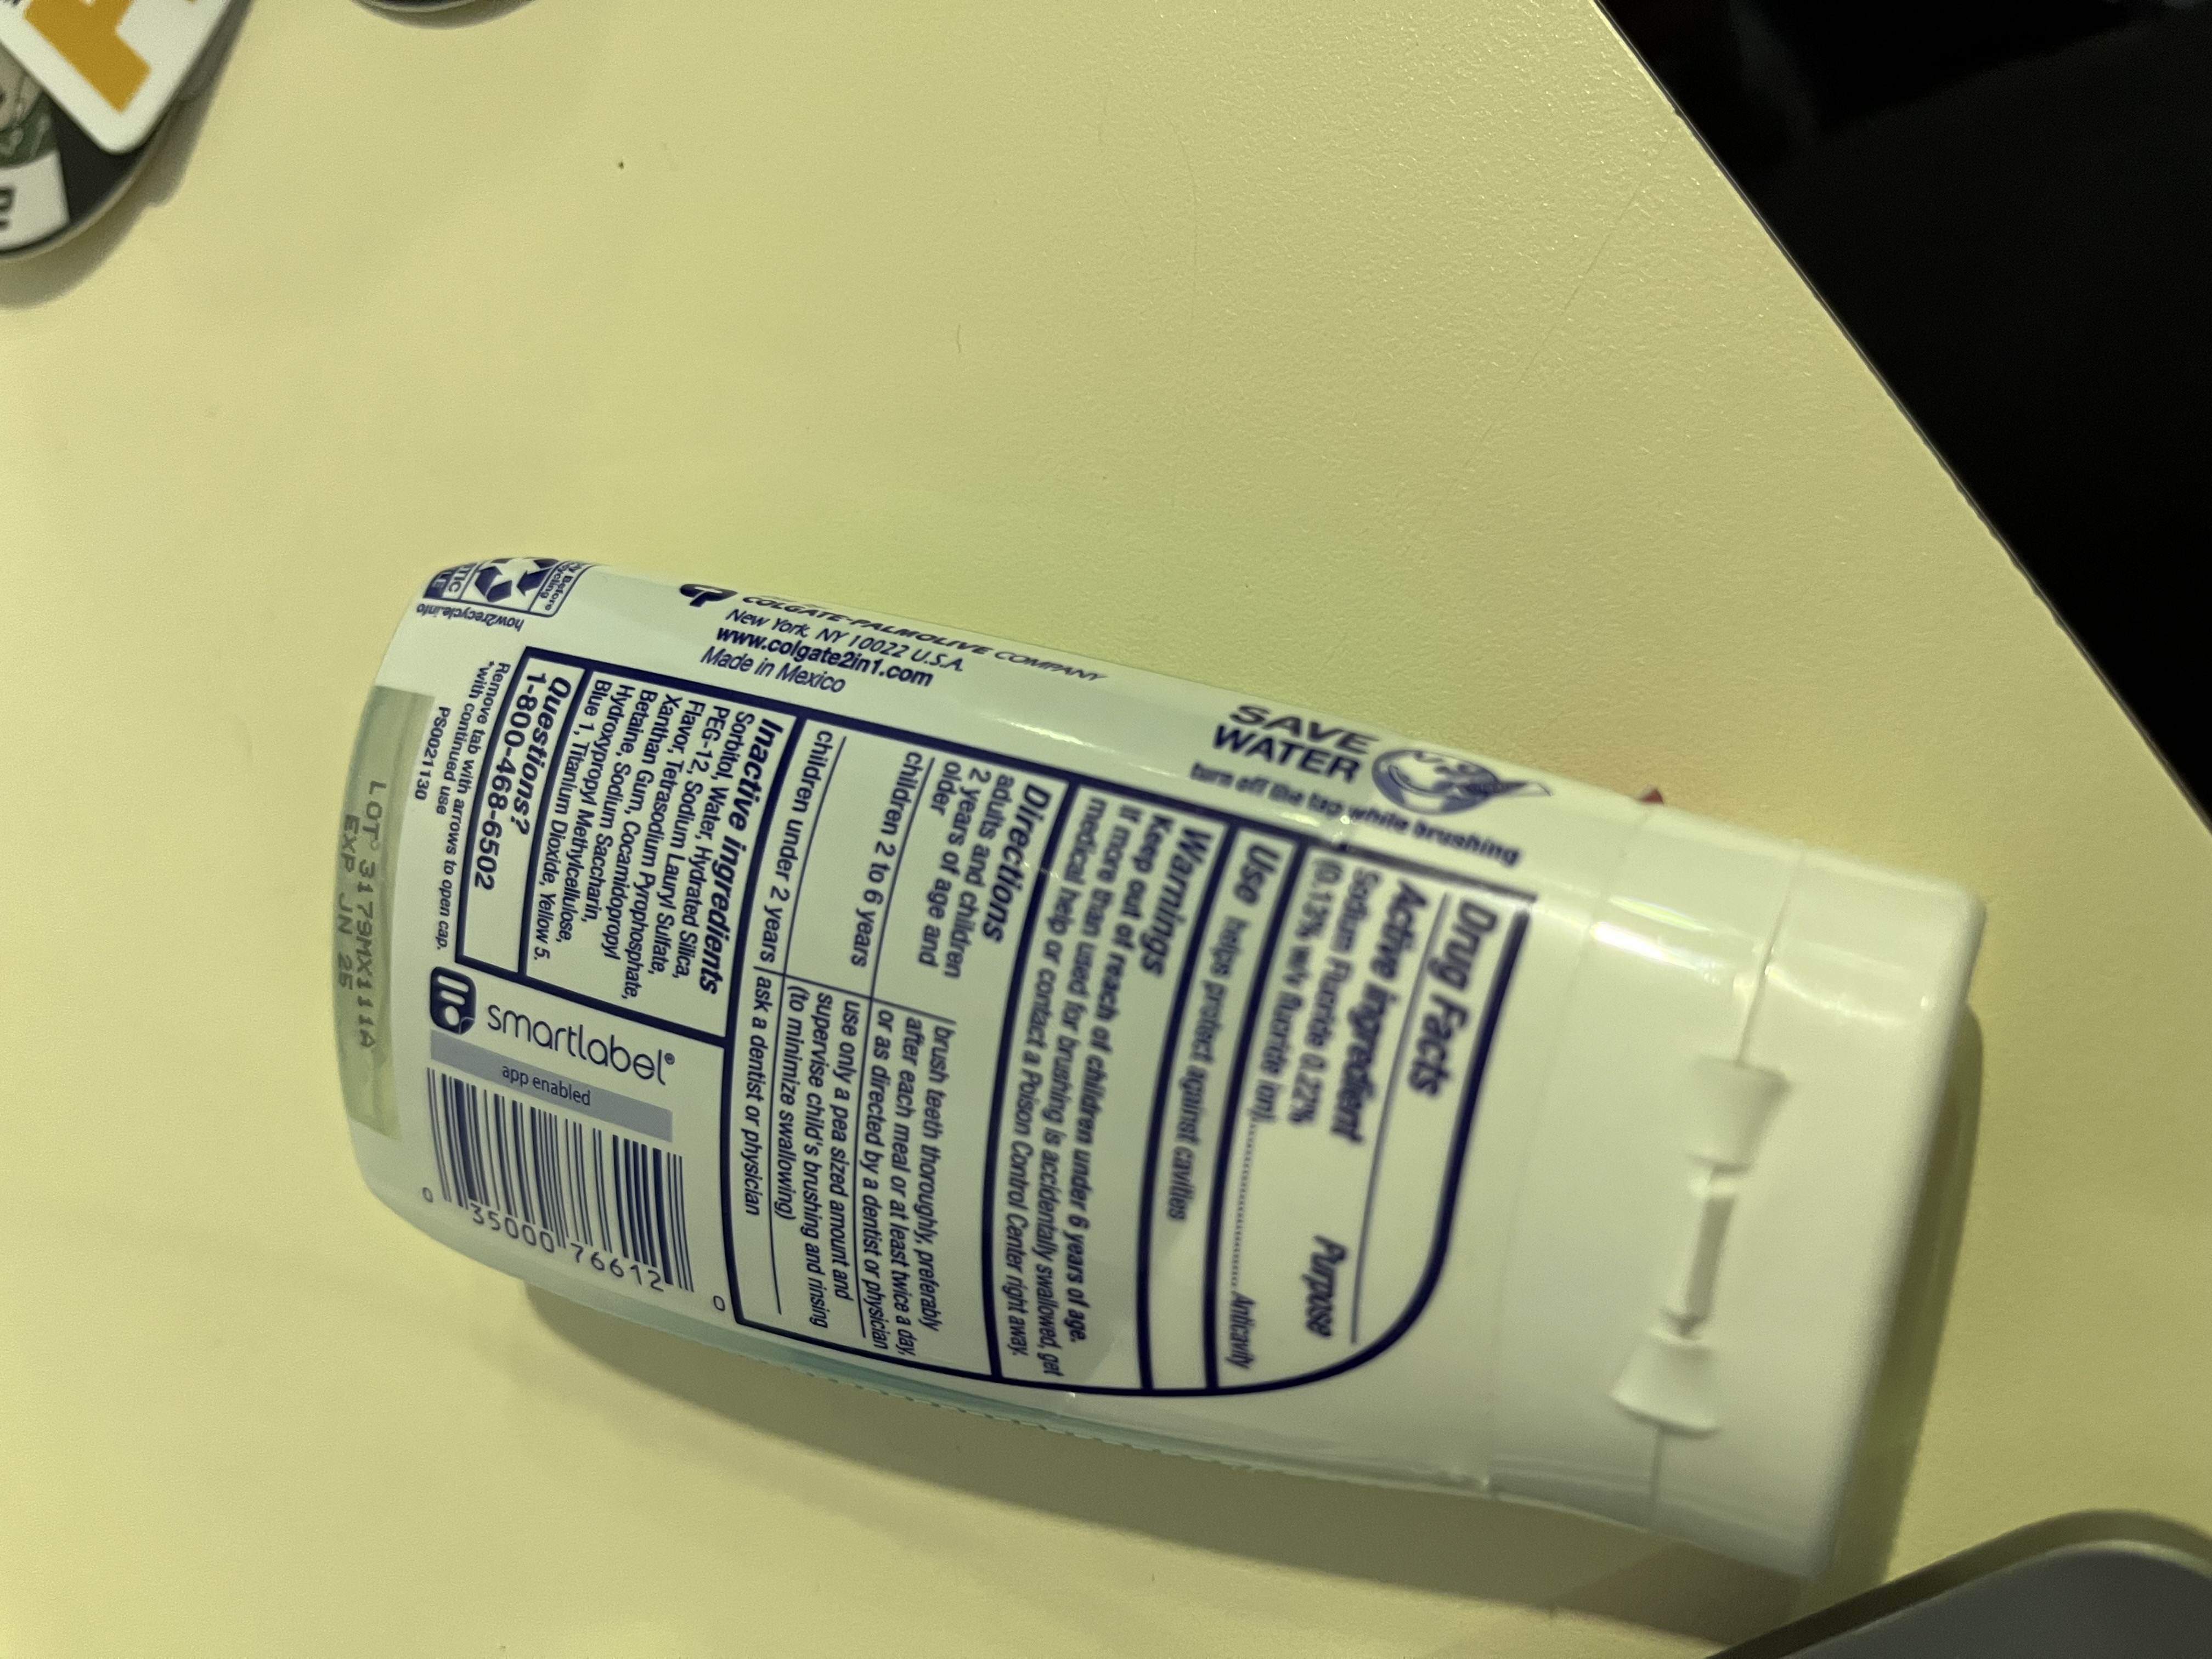 Drug Facts
Active ingredient Purpose
Sodium Fluoride 0.22%
(0.13% w/v fluoride ion) Anticavity
Use helps protect against cavities
Warnings
Keep out of reach of children under 6 years of age.
If more than used for brushing is accidentally swallowed, get
medical help or contact a Poison Control Center right away.
Directions
adults and children
2 years of age and
older
brush teeth thoroughly, preferably
after each meal or at least twice a day,
or as directed by a dentist or physician
children 2 to 6 years
use only a pea sized amount and
supervise child's brushing and rinsing
(to minimize swallowing)
children under 2 years
ask a dentist or physician
Inactive ingredients
Sorbitol, Water, Hydrated Silica,
PEG-12, Sodium Lauryl Sulfate,
Flavor, Tetrasodium Pyrophosphate,
Xanthan Gum, Cocamidopropyl
Betaine, Sodium Saccharin,
Hydroxypropyl Methylcellulose,
Blue 1, Titanium Dioxide, Yellow 5.
Questions?
1-800-468-6502
*Remove tab with arrows to open cap.
with continued use
PS0021130
smartlabel®
app enabled
0 35000 76612 0
LOT 3179MX111A
EXP JN 25
SAVE
WATER
turn off the tap while brushing
COLGATE-PALMOLIVE COMPANY
New York, NY 10022 U.S.A.
www.colgate2in1.com
Made in Mexico
how2recycle.info